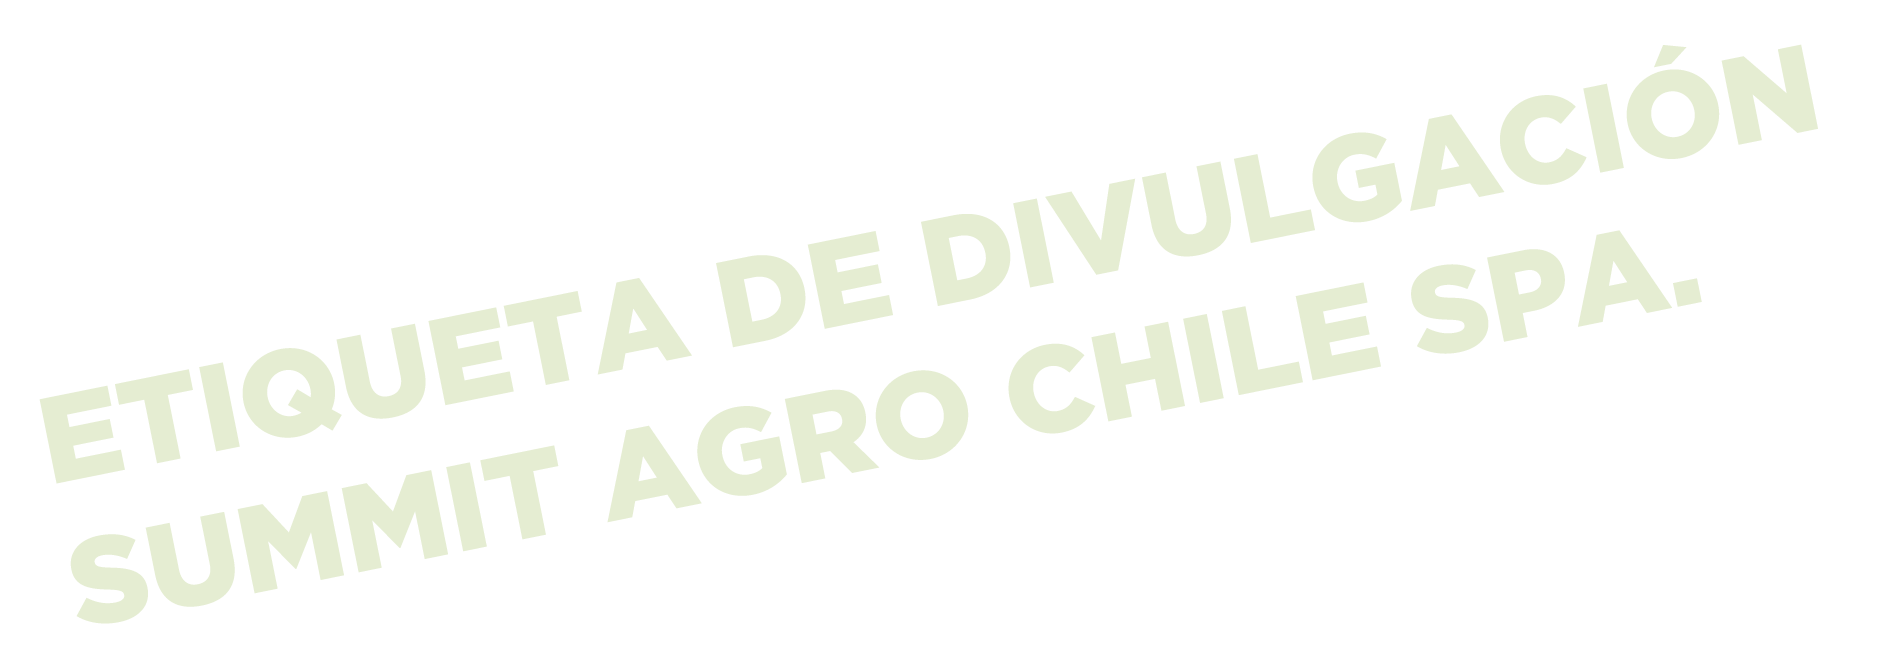 ETIQUETA DE DIVULGACIÓN
SUMMIT AGRO CHILE SPA.